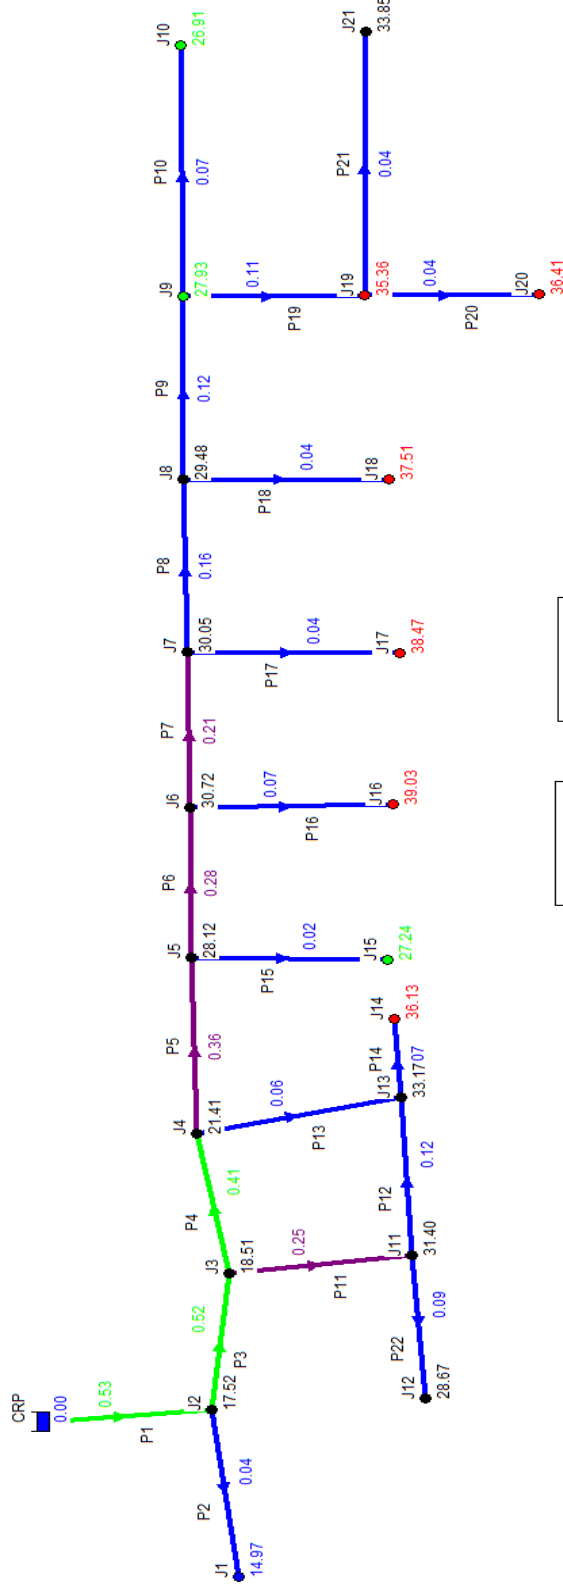 CRP
0.00
0.53
P1
J2
17.52
0.04
P2
J1
14.97
0.52
P3
J3
18.51
0.41
P4
J4
21.41
0.25
P11
J11
31.40
0.09
P22
J12
28.67
0.12
P12
0.06
P13
J13
33.17
07
P14
J14
36.13
P5
0.36
J5
28.12
0.02
P15
J15
27.24
P6
0.28
J6
30.72
0.07
P16
J16
39.03
P7
0.21
J7
30.05
0.04
P17
J17
38.47
P8
0.16
J8
29.48
0.04
P18
J18
37.51
P9
0.12
J9
27.93
0.11
P19
J19
35.36
0.04
P20
J20
36.41
P10
0.07
J10
26.91
P21
0.04
J21
33.85